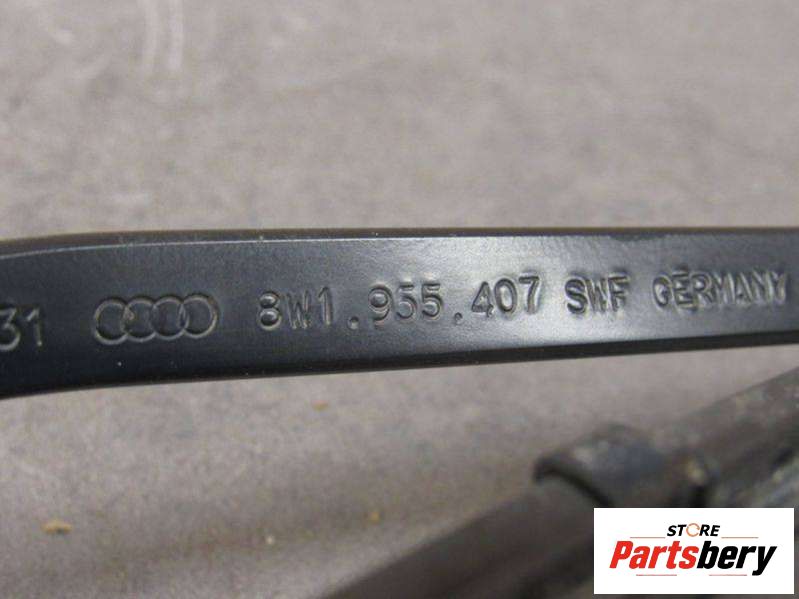 31 8W1.955.407 SWF GERMANY
STORE
Partsbery